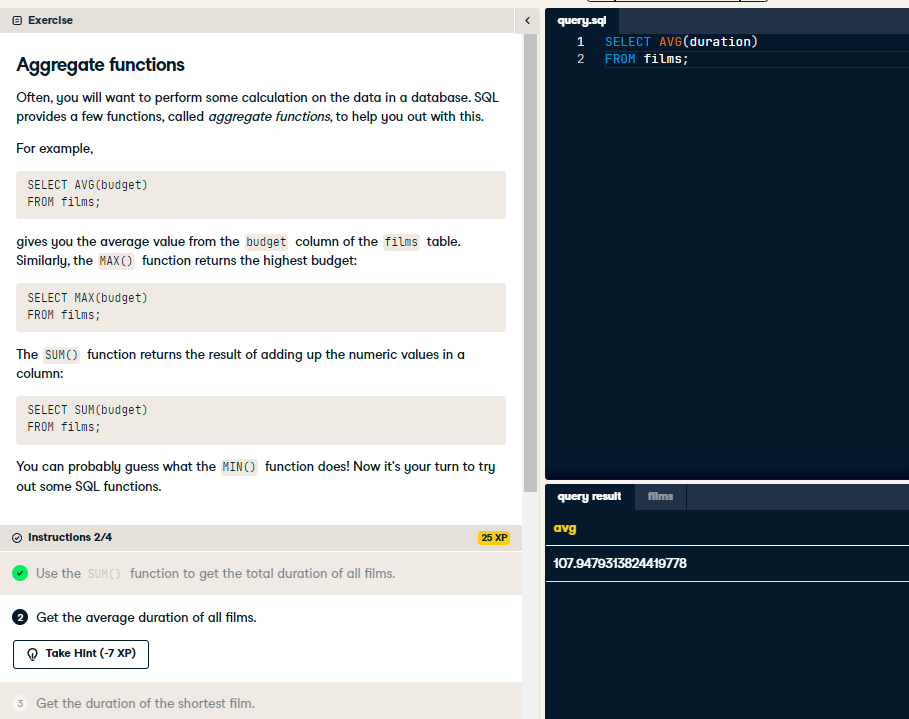 Exercise
Aggregate functions
Often, you will want to perform some calculation on the data in a database. SQL
provides a few functions, called aggregate functions, to help you out with this.
For example,
SELECT AVG(budget)
FROM films;
gives you the average value from the budget column of the films table.
Similarly, the MAX() function returns the highest budget:
SELECT MAX(budget)
FROM films;
The SUM() function returns the result of adding up the numeric values in a
column:
SELECT SUM(budget)
FROM films;
You can probably guess what the MIN() function does! Now it's your turn to try
out some SQL functions.
Instructions 2/4
25 XP
Use the SUM() function to get the total duration of all films.
2 Get the average duration of all films.
Take Hint (-7 XP)
3 Get the duration of the shortest film.
query.sql
1 SELECT AVG(duration)
2 FROM films;
query result films
avg
107.9479313824419778